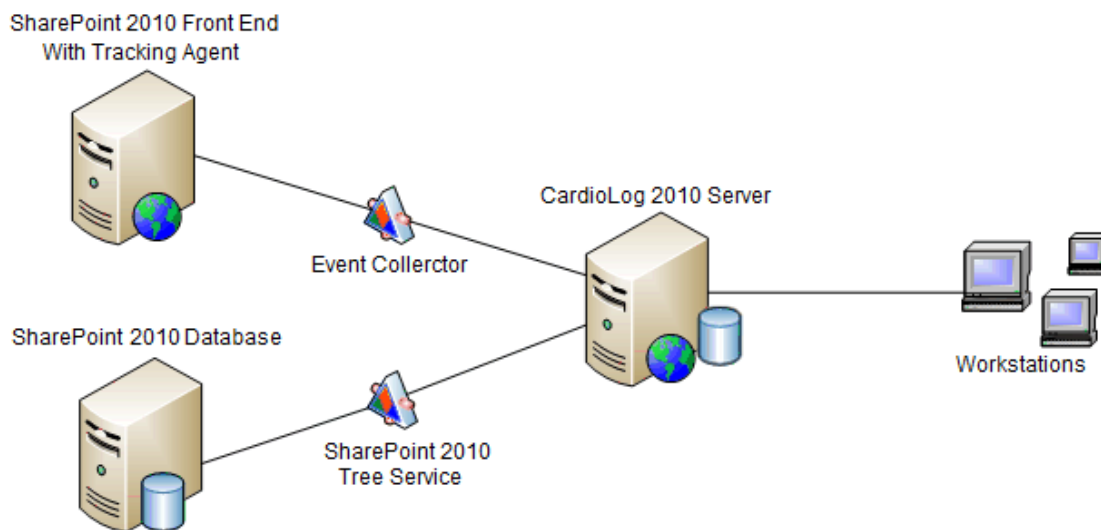 SharePoint 2010 Front End
With Tracking Agent
Event Collerctor
CardioLog 2010 Server
SharePoint 2010 Database
SharePoint 2010
Tree Service
Workstations